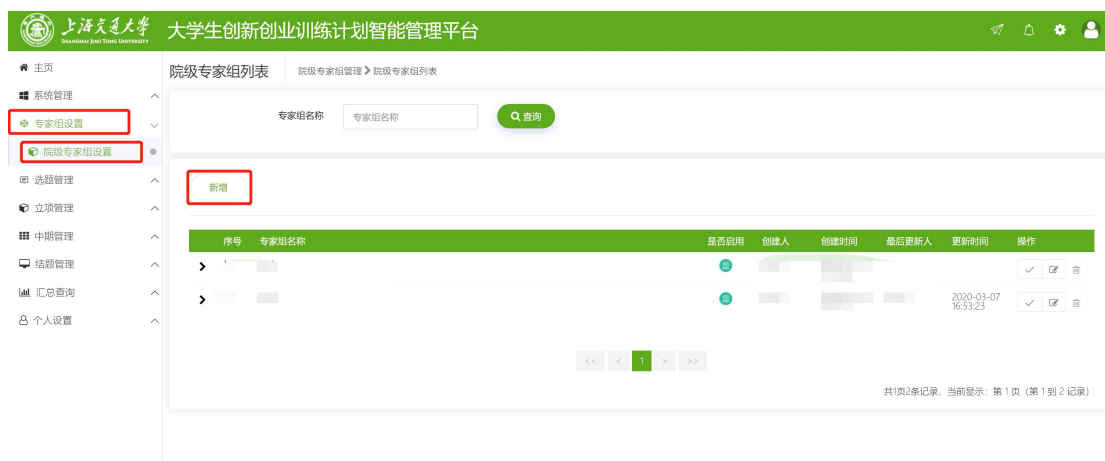 上海交通大学
SHANGHAI JIAO TONG UNIVERSITY
大学生创新创业训练计划智能管理平台
主页
系统管理
专家组设置
院级专家组设置
选题管理
立项管理
中期管理
结题管理
汇总查询
个人设置
院级专家组列表
院级专家组管理 > 院级专家组列表
专家组名称 专家组名称 查询
新增
序号 专家组名称 是否启用 创建人 创建时间 最后更新人 更新时间 操作
是
是 2020-03-07
16:53:23
<< < 1 > >>
共1页2条记录, 当前显示: 第 1 页 (第 1 到 2 记录)